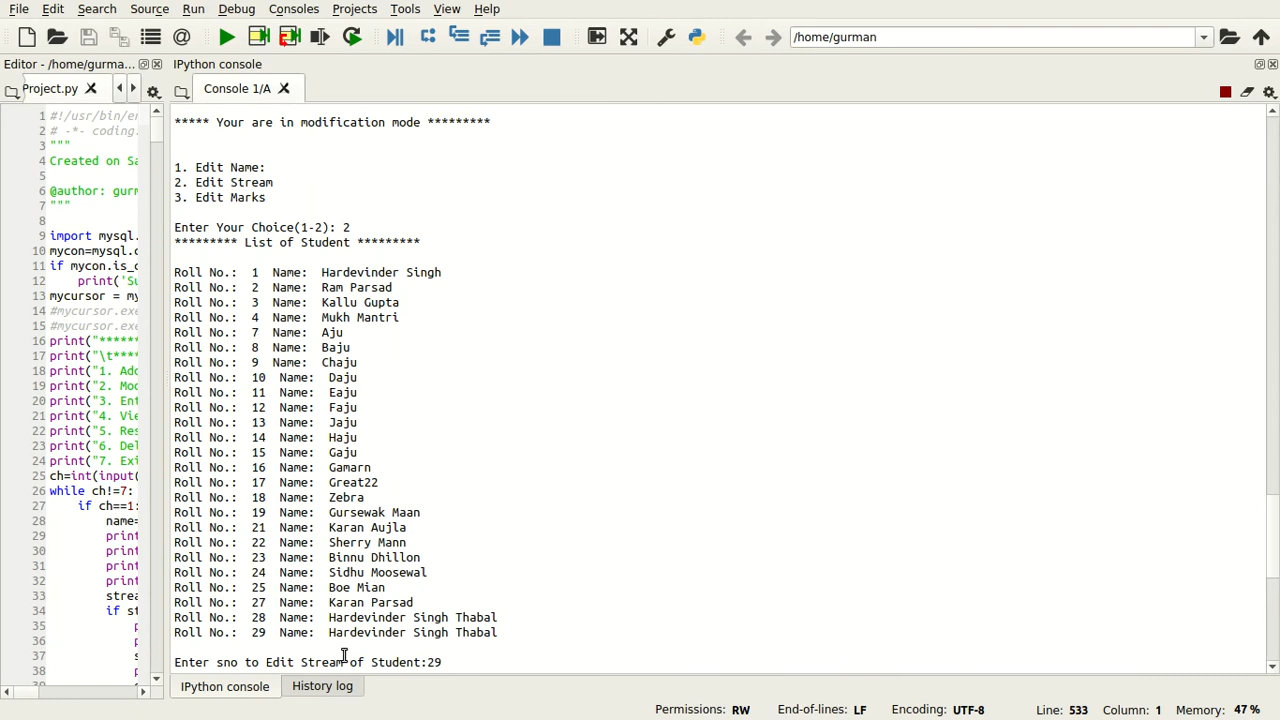 File Edit Search Source Run Debug Consoles Projects Tools View Help
/home/gurman
Editor - /home/gurma...
IPython console
Project.py
Console 1/A
1 #!/usr/bin/en
2 # -*- coding:
3 """
4 Created on Sa
5
6 @author: gurm
7 """
8
9 import mysql.
10 mycon=mysql.c
11 if mycon.is_c
12 print('Su
13 mycursor = my
14 #mycursor.exe
15 #mycursor.exe
16 print("******
17 print("\t****
18 print("1. Add
19 print("2. Mod
20 print("3. Ent
21 print("4. Vie
22 print("5. Res
23 print("6. Del
24 print("7. Exi
25 ch=int(input(
26 while ch!=7:
27 if ch==1:
28 name=
29 print
30 print
31 print
32 print
33 strea
34 if st
35
36
37
38
***** Your are in modification mode *********
1. Edit Name:
2. Edit Stream
3. Edit Marks
Enter Your Choice(1-2): 2
********* List of Student *********
Roll No.: 1 Name: Hardevinder Singh
Roll No.: 2 Name: Ram Parsad
Roll No.: 3 Name: Kallu Gupta
Roll No.: 4 Name: Mukh Mantri
Roll No.: 7 Name: Aju
Roll No.: 8 Name: Baju
Roll No.: 9 Name: Chaju
Roll No.: 10 Name: Daju
Roll No.: 11 Name: Eaju
Roll No.: 12 Name: Faju
Roll No.: 13 Name: Jaju
Roll No.: 14 Name: Haju
Roll No.: 15 Name: Gaju
Roll No.: 16 Name: Gamarn
Roll No.: 17 Name: Great22
Roll No.: 18 Name: Zebra
Roll No.: 19 Name: Gursewak Maan
Roll No.: 21 Name: Karan Aujla
Roll No.: 22 Name: Sherry Mann
Roll No.: 23 Name: Binnu Dhillon
Roll No.: 24 Name: Sidhu Moosewal
Roll No.: 25 Name: Boe Mian
Roll No.: 27 Name: Karan Parsad
Roll No.: 28 Name: Hardevinder Singh Thabal
Roll No.: 29 Name: Hardevinder Singh Thabal
Enter sno to Edit Stream of Student:29
IPython console
History log
Permissions: RW End-of-lines: LF Encoding: UTF-8 Line: 533 Column: 1 Memory: 47 %